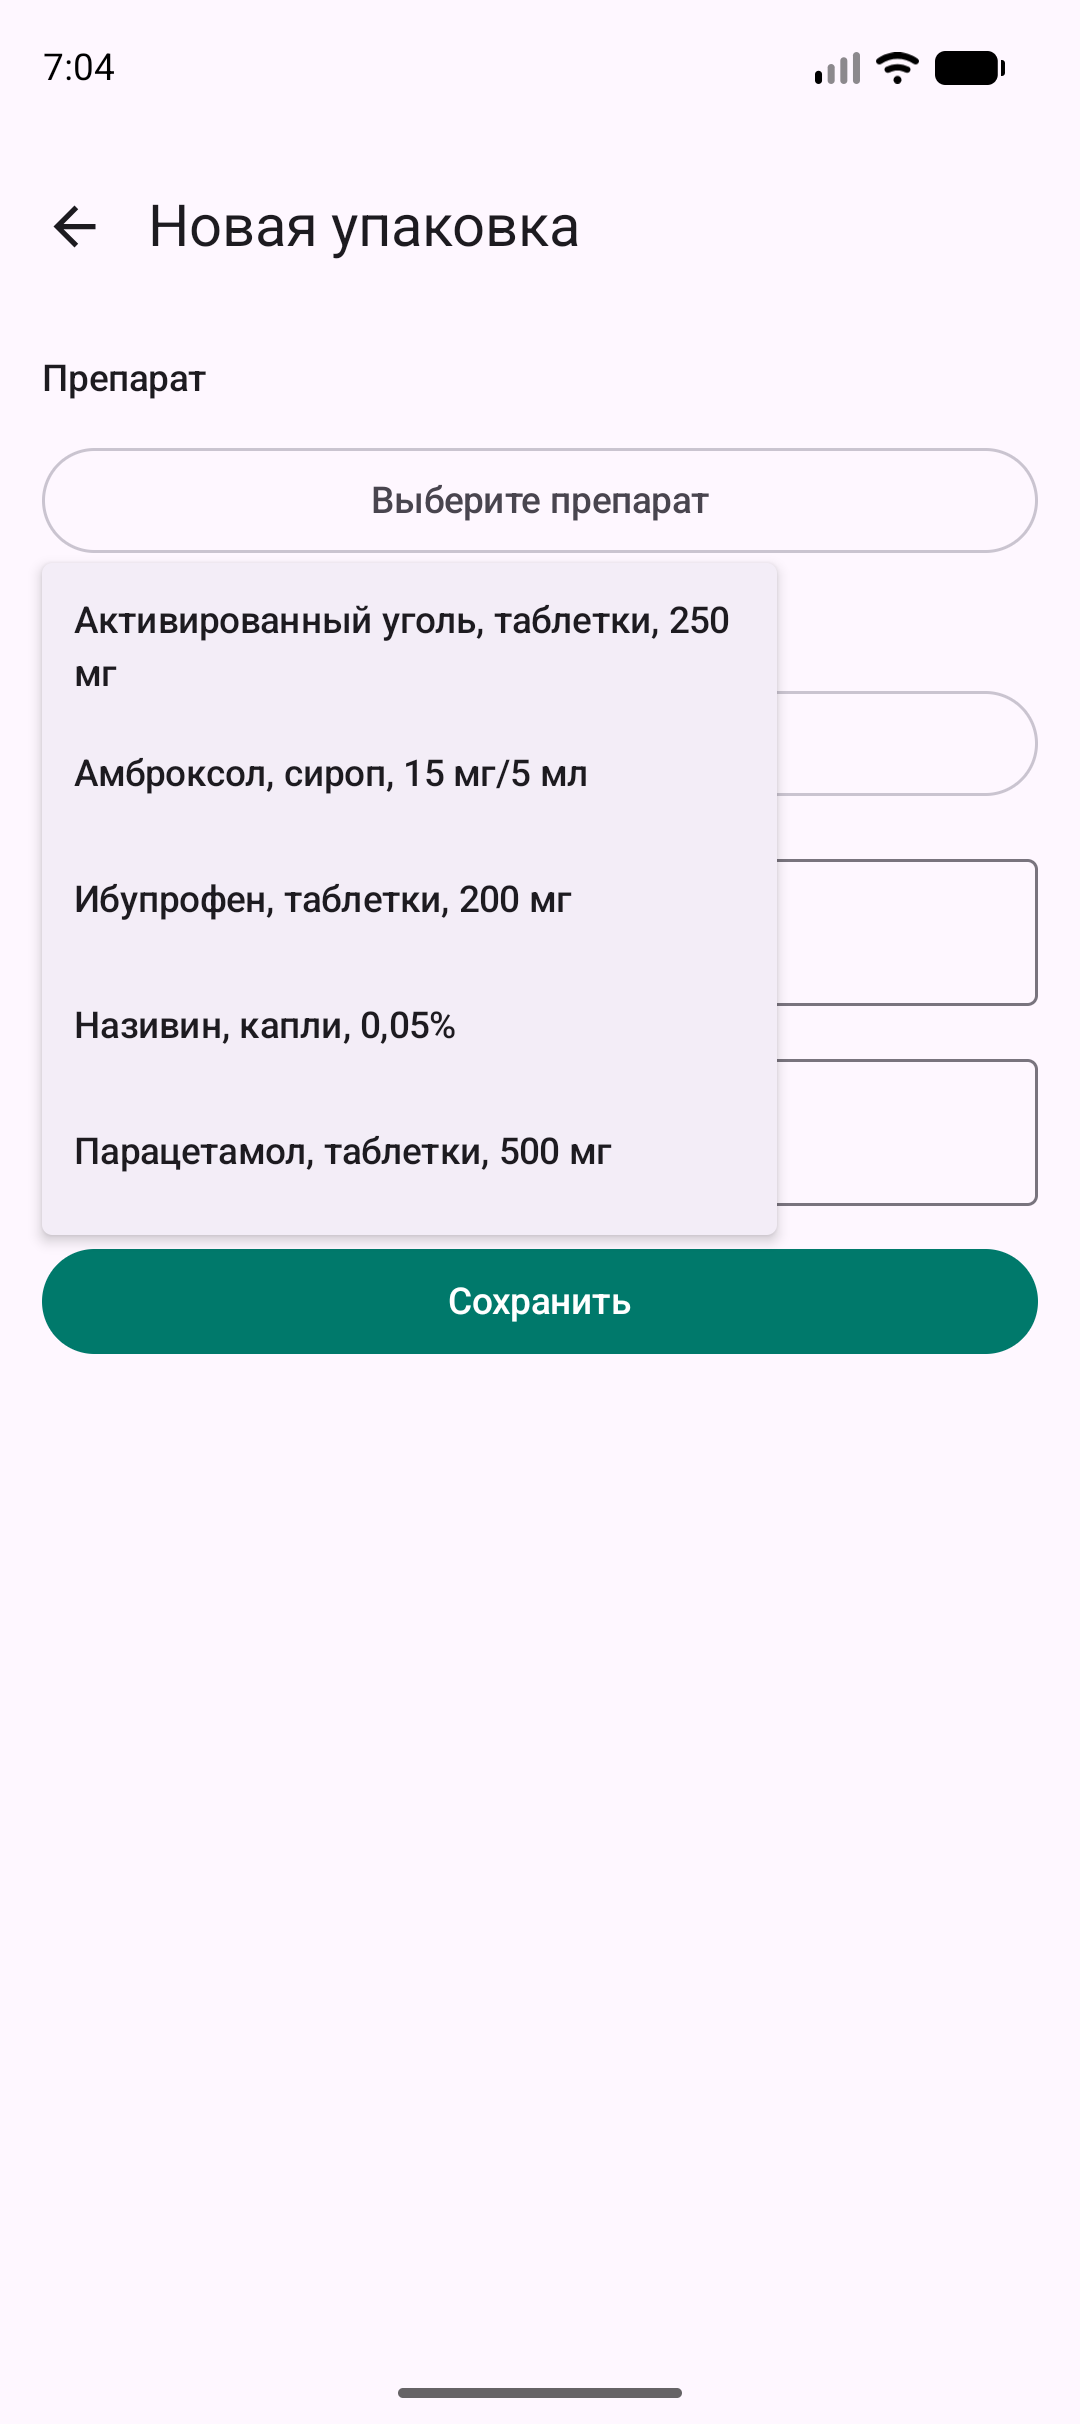 7:04
Новая упаковка
Препарат
Выберите препарат
Активированный уголь, таблетки, 250
мг
Амброксол, сироп, 15 мг/5 мл
Ибупрофен, таблетки, 200 мг
Називин, капли, 0,05%
Парацетамол, таблетки, 500 мг
Сохранить